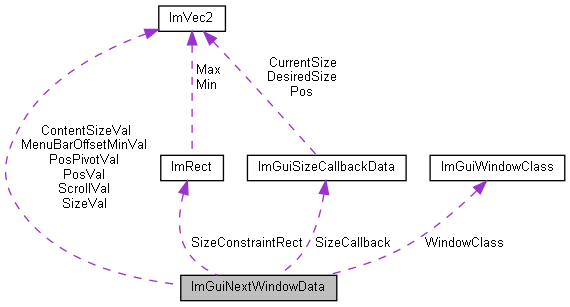 ImVec2
CurrentSize
DesiredSize
Pos
Max
Min
ContentSizeVal
MenuBarOffsetMinVal
PosPivotVal
PosVal
ScrollVal
SizeVal
ImRect
ImGuiSizeCallbackData
ImGuiWindowClass
SizeConstraintRect
SizeCallback
WindowClass
ImGuiNextWindowData